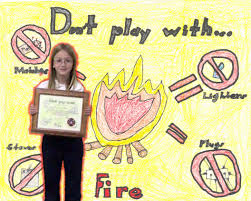 Dont play with...
Matches
Lighters
Stoves
Plugs
Fire